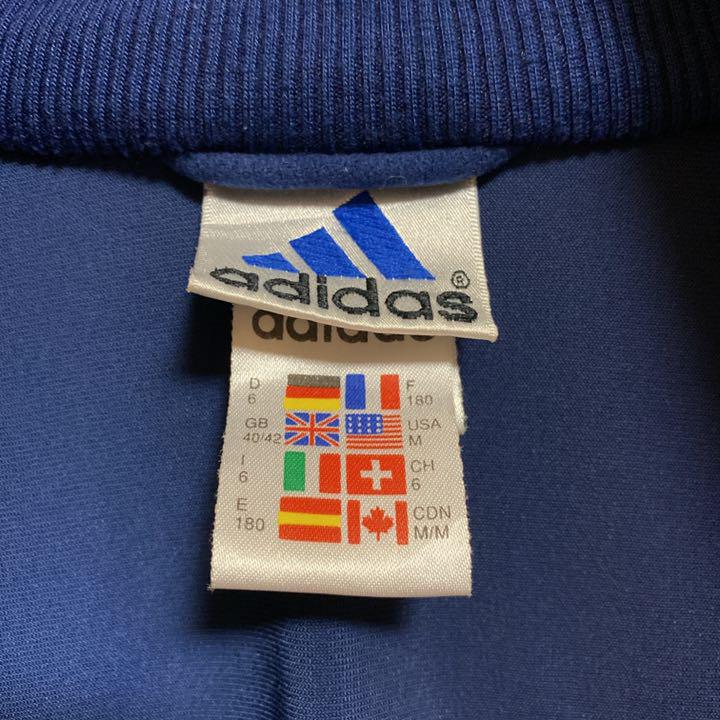 adidas ®
adidas
D 6 F 180
GB 40/42 USA M
I 6 CH 6
E 180 CDN M/M